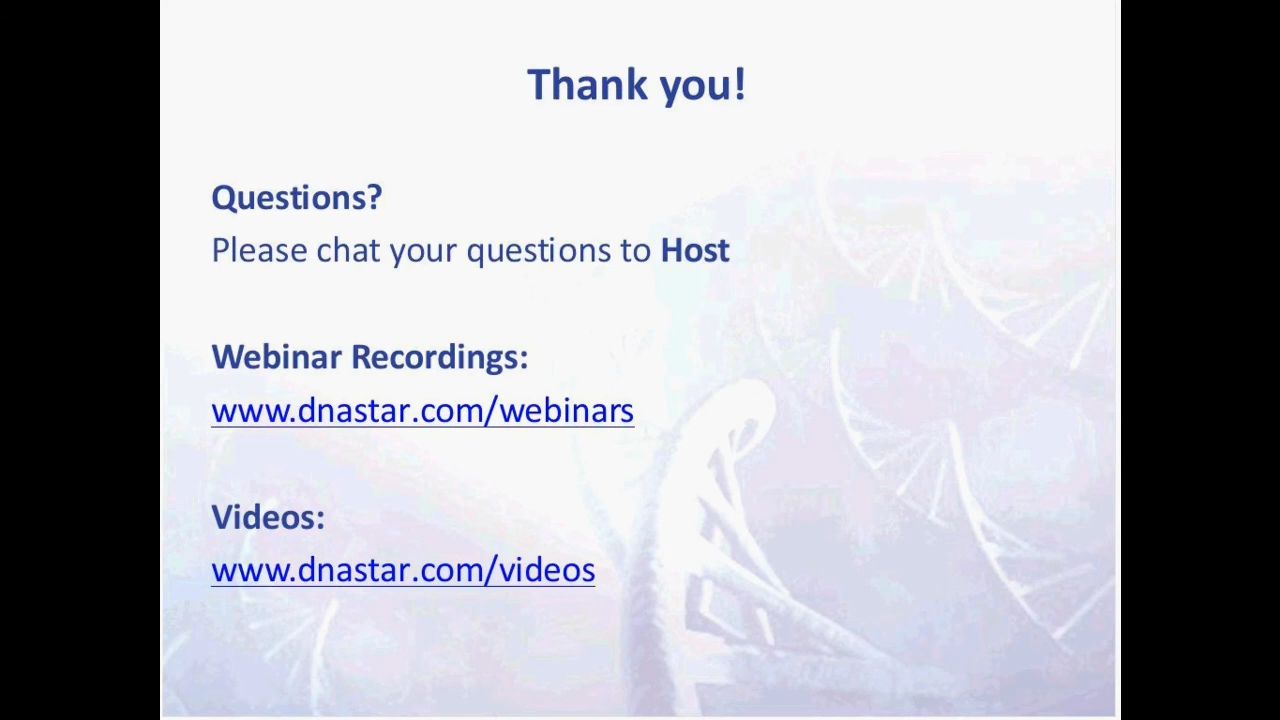 Thank you!
Questions?
Please chat your questions to Host
Webinar Recordings:
www.dnastar.com/webinars
Videos:
www.dnastar.com/videos